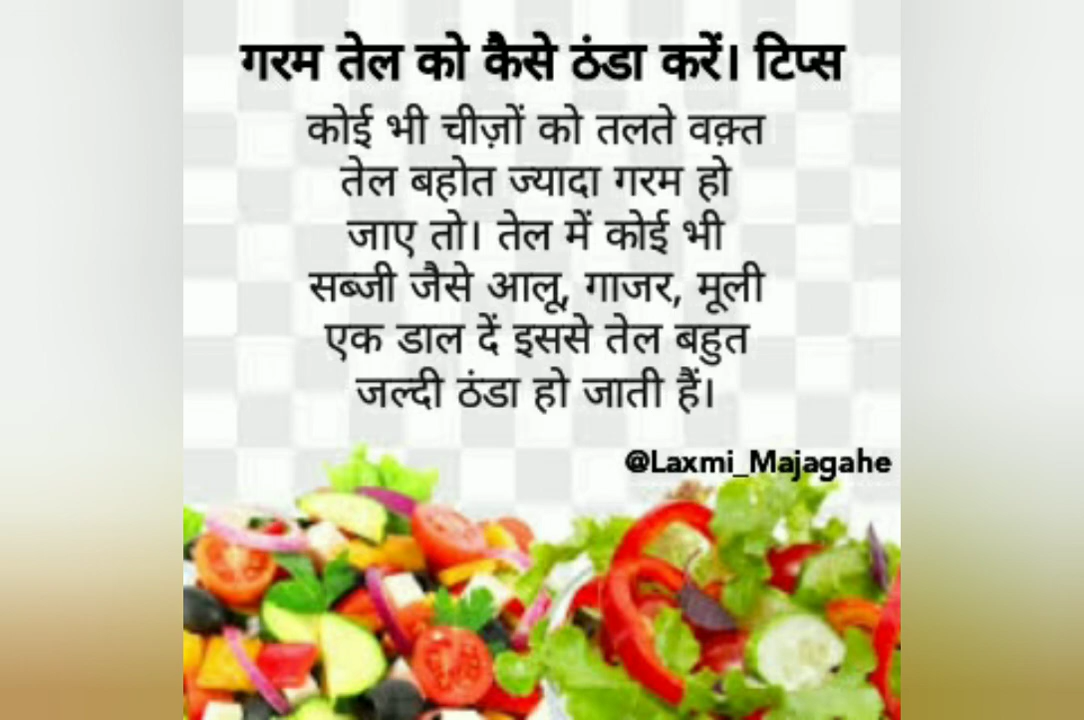 गरम तेल को कैसे ठंडा करें। टिप्स
कोई भी चीज़ों को तलते वक़्त
तेल बहोत ज्यादा गरम हो
जाए तो। तेल में कोई भी
सब्जी जैसे आलू, गाजर, मूली
एक डाल दें इससे तेल बहुत
जल्दी ठंडा हो जाती हैं।
@Laxmi_Majagahe